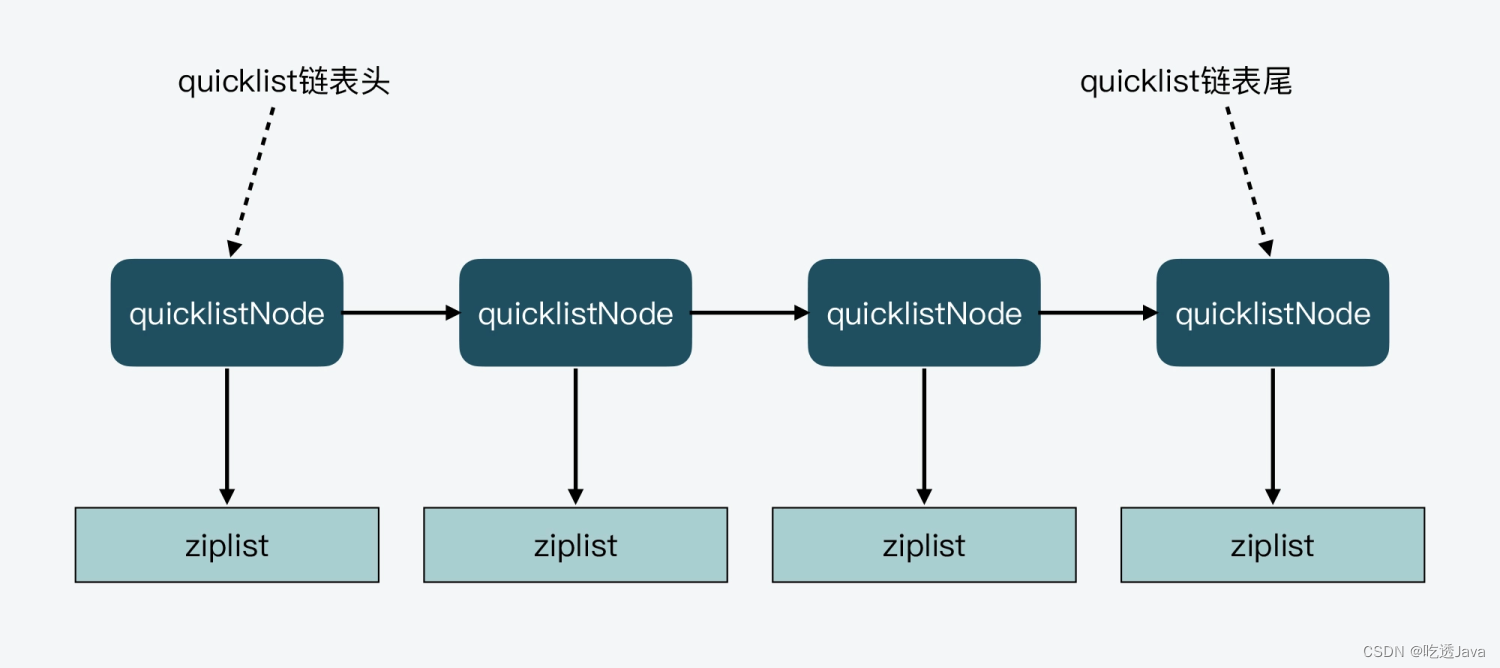 quicklist链表头
quicklist链表尾
quicklistNode
quicklistNode
quicklistNode
quicklistNode
ziplist
ziplist
ziplist
ziplist
CSDN @吃透Java